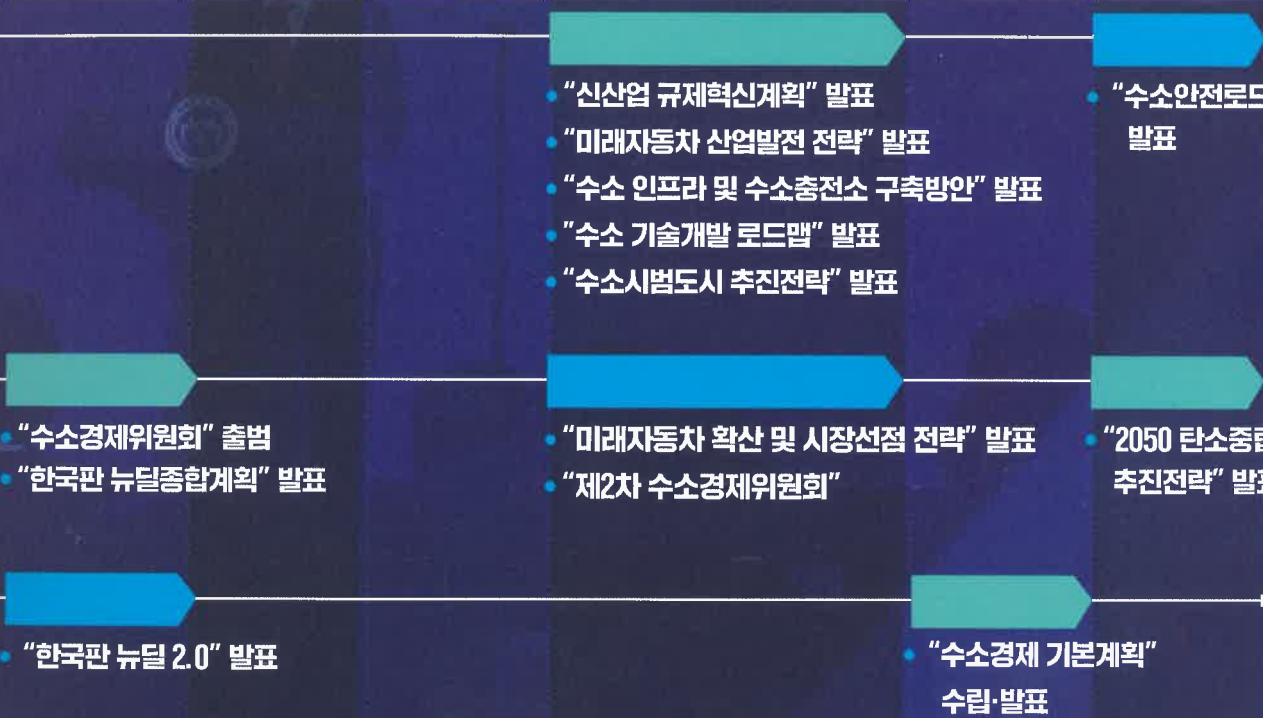 “신산업 규제혁신계획” 발표
“미래자동차 산업발전 전략” 발표
“수소 인프라 및 수소충전소 구축방안” 발표
”수소 기술개발 로드맵” 발표
“수소시범도시 추진전략” 발표
“수소안전로드
발표
“수소경제위원회” 출범
“한국판 뉴딜종합계획” 발표
“미래자동차 확산 및 시장선점 전략” 발표
“제2차 수소경제위원회”
“2050 탄소중립
추진전략” 발표
“한국판 뉴딜 2.0” 발표
“수소경제 기본계획”
수립·발표